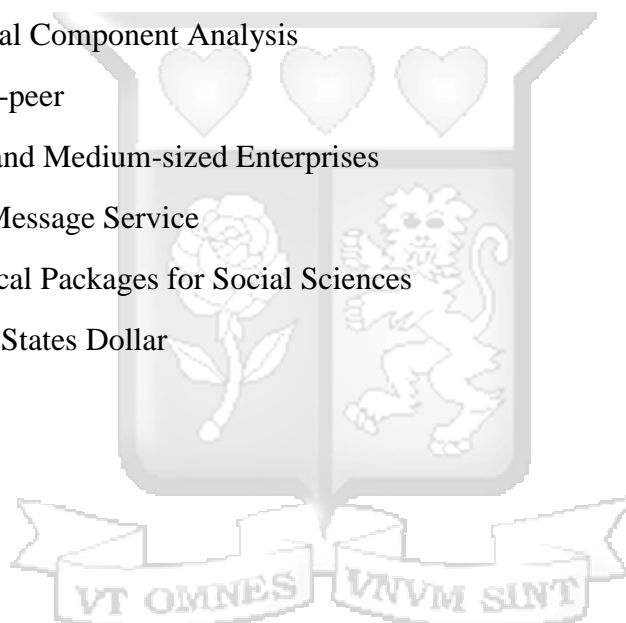 al Component Analysis
-peer
and Medium-sized Enterprises
Message Service
cal Packages for Social Sciences
States Dollar
VT OMNES VNVM SINT